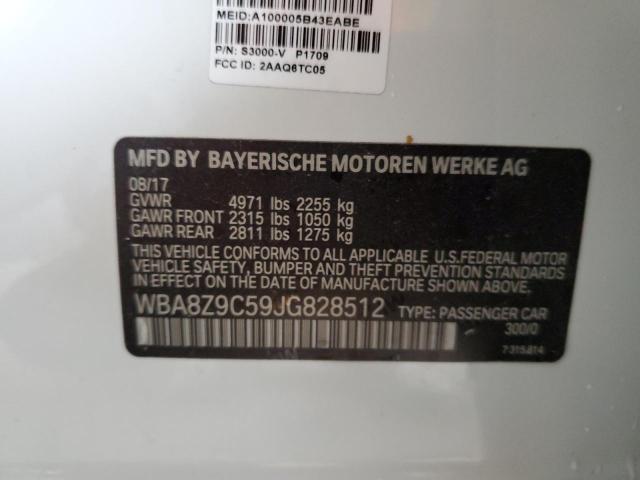 MEID:A100005B43EABE
P/N: S3000-V P1709
FCC ID: 2AAQ6TC05
MFD BY BAYERISCHE MOTOREN WERKE AG
08/17
GVWR 4971 lbs 2255 kg
GAWR FRONT 2315 lbs 1050 kg
GAWR REAR 2811 lbs 1275 kg
THIS VEHICLE CONFORMS TO ALL APPLICABLE U.S.FEDERAL MOTOR
VEHICLE SAFETY, BUMPER AND THEFT PREVENTION STANDARDS
IN EFFECT ON THE DATE OF MANUFACTURE SHOWN ABOVE.
WBA8Z9C59JG828512 TYPE: PASSENGER CAR
300/0
7315814